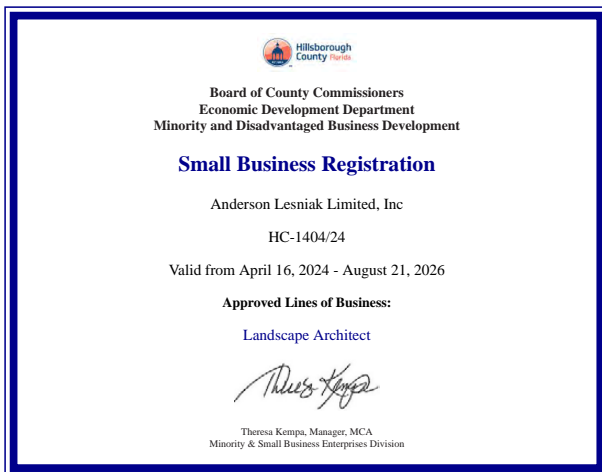 Hillsborough
County Florida
Board of County Commissioners
Economic Development Department
Minority and Disadvantaged Business Development
Small Business Registration
Anderson Lesniak Limited, Inc
HC-1404/24
Valid from April 16, 2024 - August 21, 2026
Approved Lines of Business:
Landscape Architect
Theresa Kempa
Theresa Kempa, Manager, MCA
Minority & Small Business Enterprises Division